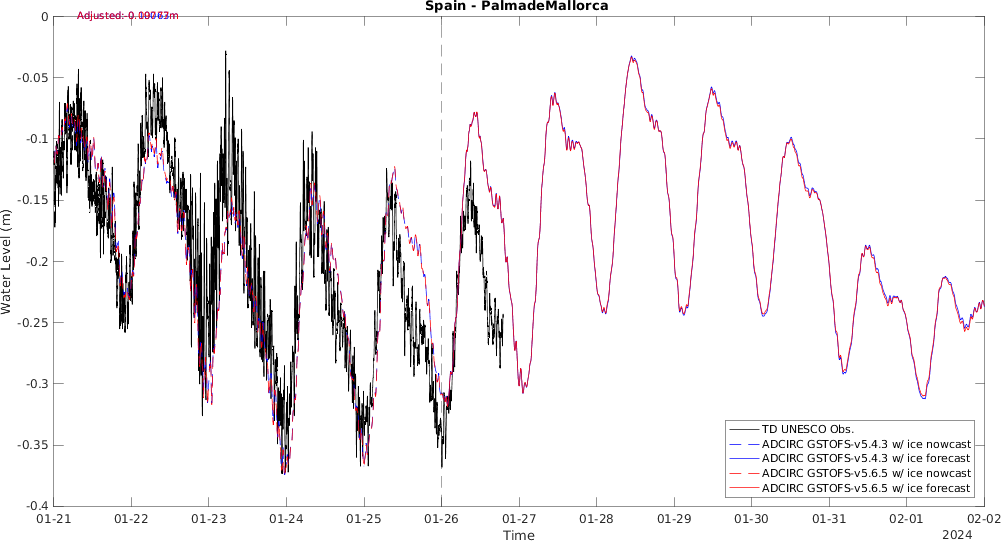 Spain - PalmadeMallorca
0
-0.05
-0.1
-0.15
-0.2
-0.25
-0.3
-0.35
-0.4
Water Level (m)
01-21 01-22 01-23 01-24 01-25 01-26 01-27 01-28 01-29 01-30 01-31 02-01 02-02
Time
2024
TD UNESCO Obs.
ADCIRC GSTOFS-v5.4.3 w/ ice nowcast
ADCIRC GSTOFS-v5.4.3 w/ ice forecast
ADCIRC GSTOFS-v5.6.5 w/ ice nowcast
ADCIRC GSTOFS-v5.6.5 w/ ice forecast